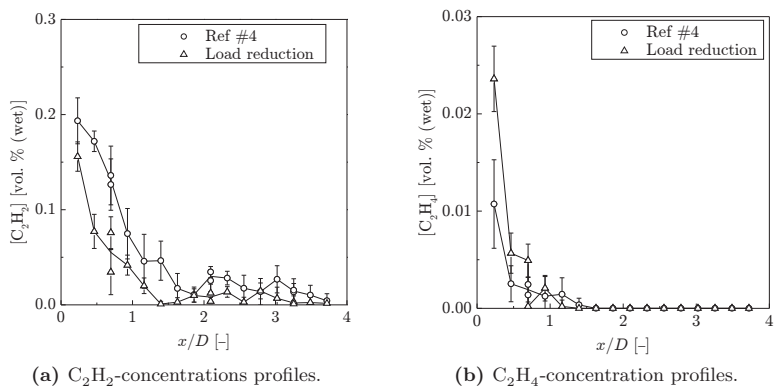 Ref #4
Load reduction
0.3
0.2
0.1
0.0
[C₂H₂] [vol. % (wet)]
0 1 2 3 4
x/D [–]
(a) C₂H₂-concentrations profiles.
Ref #4
Load reduction
0.03
0.02
0.01
0.00
[C₂H₄] [vol. % (wet)]
0 1 2 3 4
x/D [–]
(b) C₂H₄-concentration profiles.